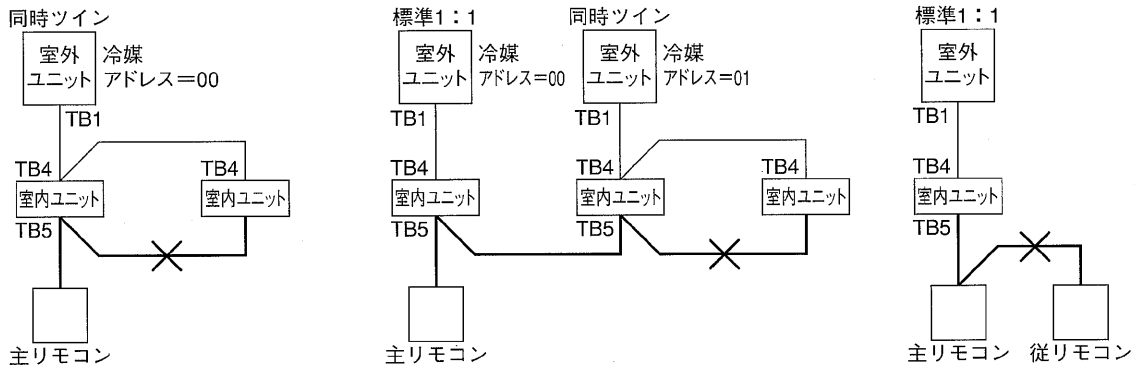 同時ツイン
室外
ユニット
冷媒
アドレス=00
TB1
TB4
TB4
室内ユニット
室内ユニット
TB5
主リモコン
標準1:1
同時ツイン
室外
ユニット
冷媒
アドレス=00
室外
ユニット
冷媒
アドレス=01
TB1
TB1
TB4
TB4
TB4
室内ユニット
室内ユニット
室内ユニット
TB5
TB5
主リモコン
標準1:1
室外
ユニット
TB1
TB4
室内ユニット
TB5
主リモコン
従リモコン